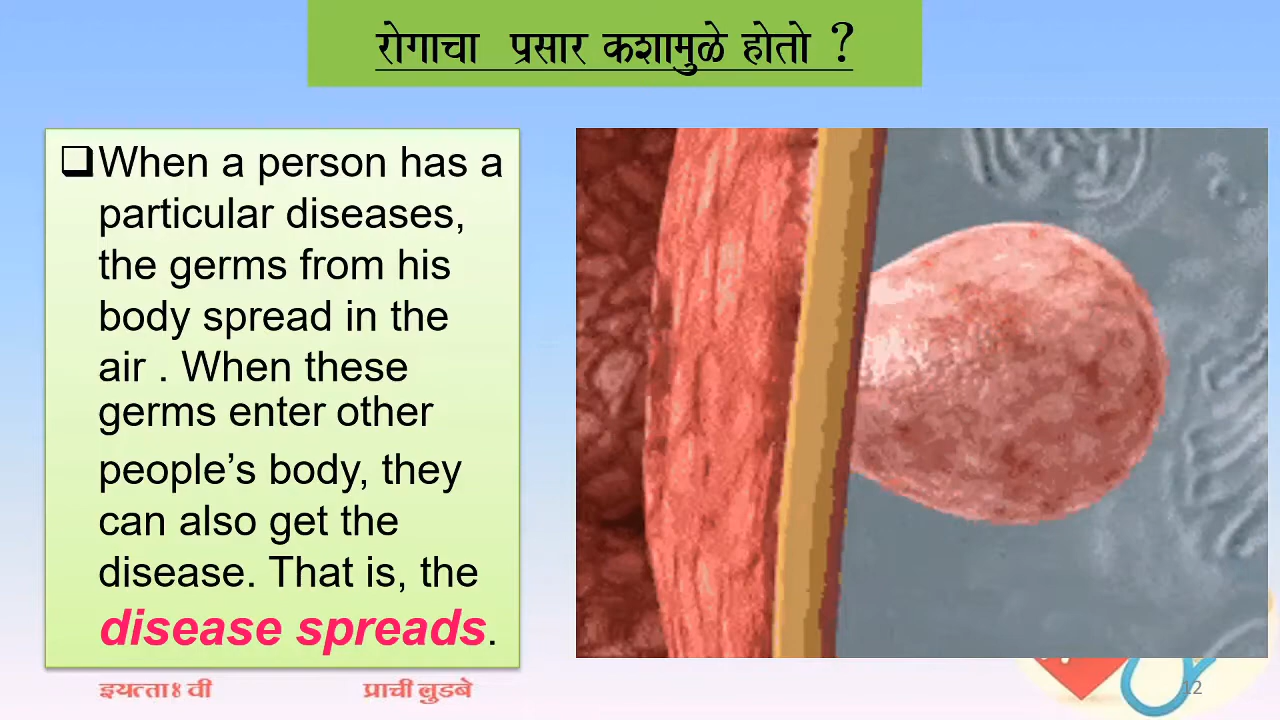 रोगाचा प्रसार कशामुळे होतो ?
When a person has a
particular diseases,
the germs from his
body spread in the
air . When these
germs enter other
people’s body, they
can also get the
disease. That is, the
disease spreads.
इयत्ता ४ वी
प्राची लुडबे
12